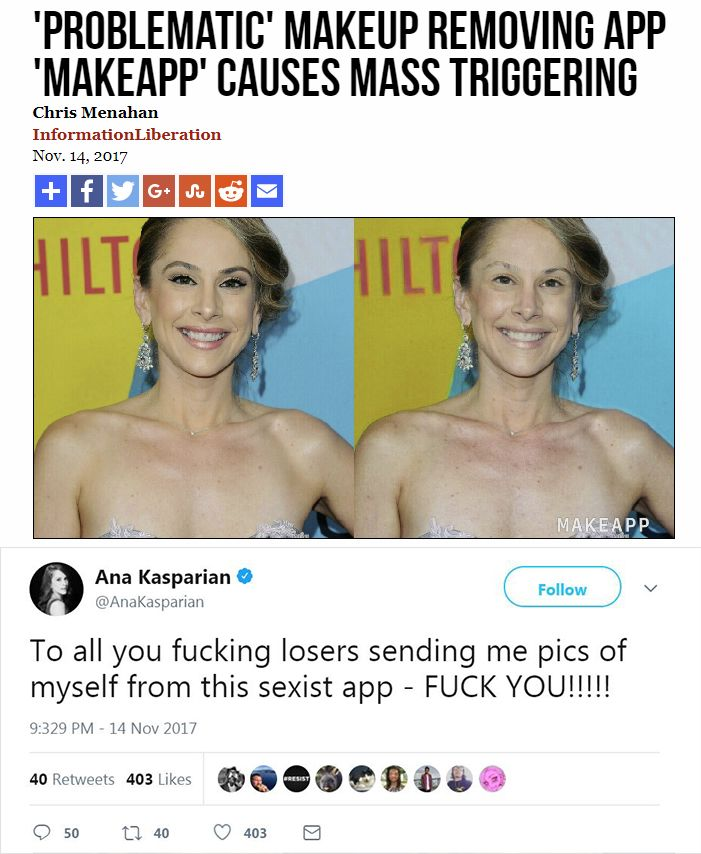 'PROBLEMATIC' MAKEUP REMOVING APP
'MAKEAPP' CAUSES MASS TRIGGERING
Chris Menahan
InformationLiberation
Nov. 14, 2017
G+
HILT
HILT
MAKEAPP
Ana Kasparian
@AnaKasparian
Follow
To all you fucking losers sending me pics of
myself from this sexist app - FUCK YOU!!!!!
9:329 PM - 14 Nov 2017
40 Retweets 403 Likes
#RESIST
50 40 403